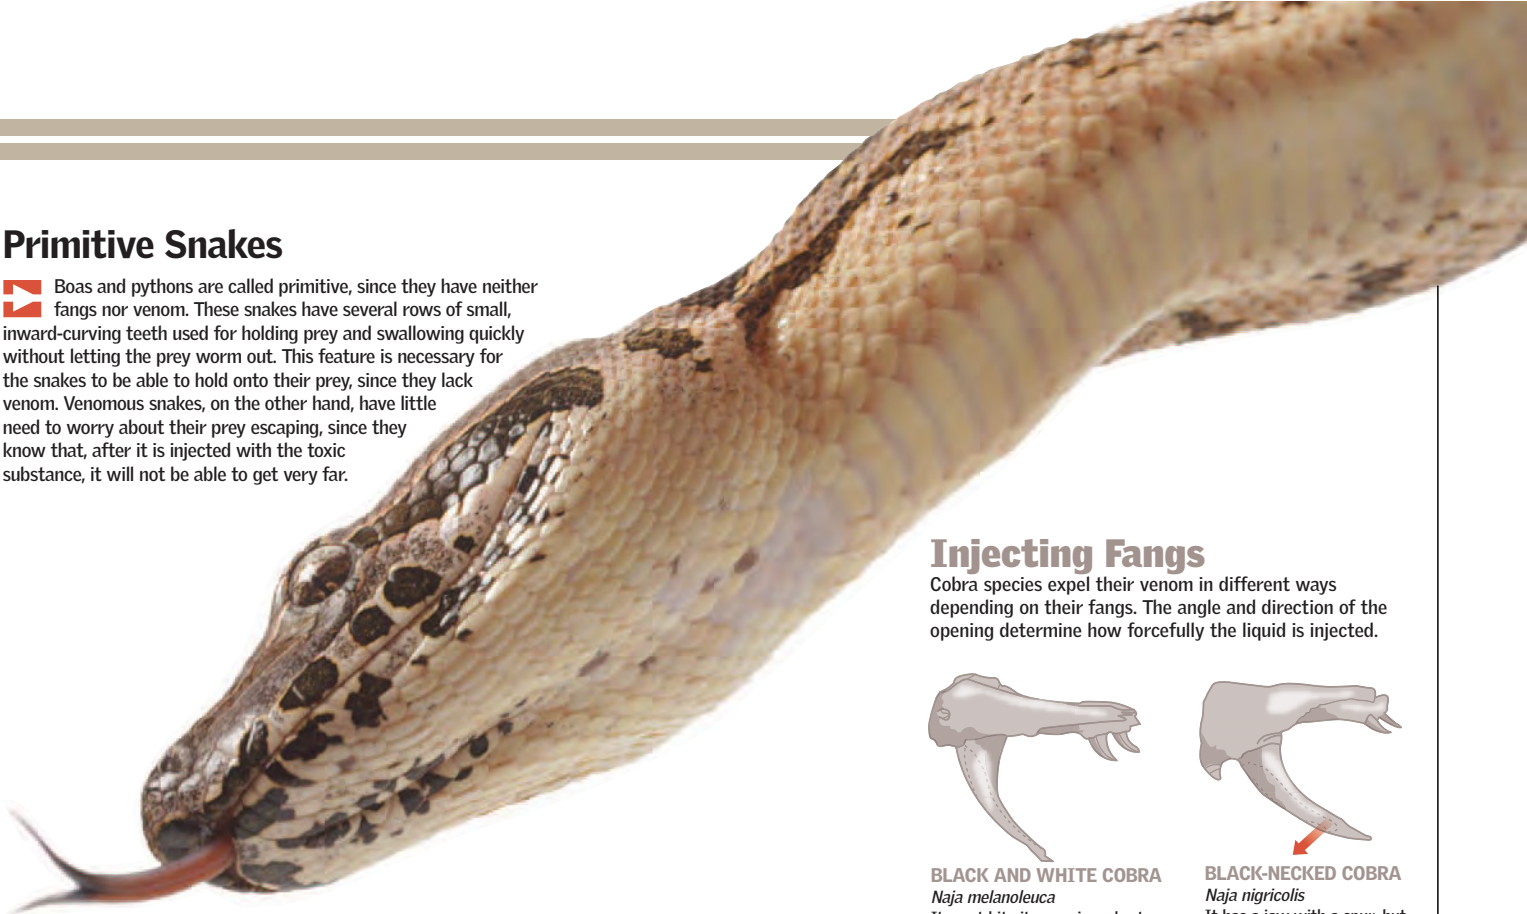 Primitive Snakes
Boas and pythons are called primitive, since they have neither
fangs nor venom. These snakes have several rows of small,
inward-curving teeth used for holding prey and swallowing quickly
without letting the prey worm out. This feature is necessary for
the snakes to be able to hold onto their prey, since they lack
venom. Venomous snakes, on the other hand, have little
need to worry about their prey escaping, since they
know that, after it is injected with the toxic
substance, it will not be able to get very far.
Injecting Fangs
Cobra species expel their venom in different ways
depending on their fangs. The angle and direction of the
opening determine how forcefully the liquid is injected.
BLACK AND WHITE COBRA
Naja melanoleuca
BLACK-NECKED COBRA
Naja nigricolis
It has a jaw with a spur, but